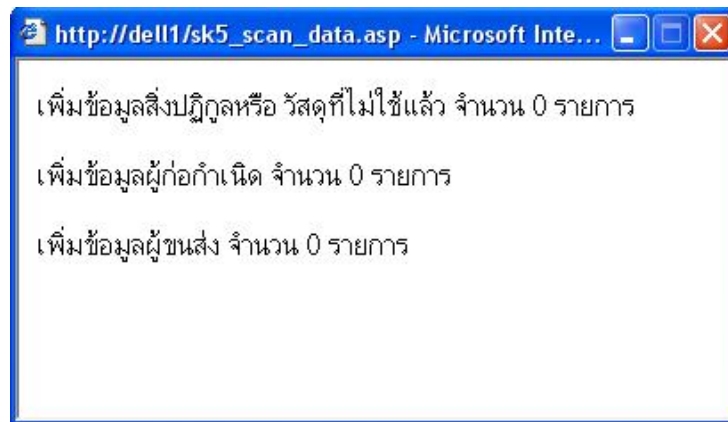 http://dell1/sk5_scan_data.asp - Microsoft Inte...
เพิ่มข้อมูลสิ่งปฏิกูลหรือ วัสดุที่ไม่ใช้แล้ว จำนวน 0 รายการ
เพิ่มข้อมูลผู้ก่อกำเนิด จำนวน 0 รายการ
เพิ่มข้อมูลผู้ขนส่ง จำนวน 0 รายการ